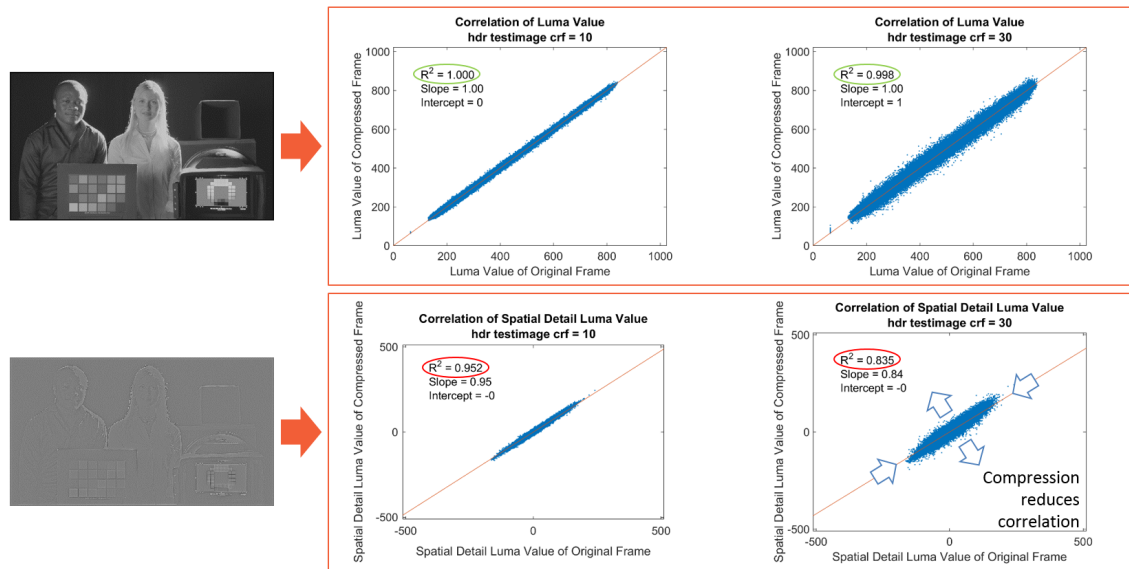 Correlation of Luma Value
hdr testimage crf = 10
R² = 1.000
Slope = 1.00
Intercept = 0
Luma Value of Compressed Frame
1000
800
600
400
200
0
0 200 400 600 800 1000
Luma Value of Original Frame
Correlation of Luma Value
hdr testimage crf = 30
R² = 0.998
Slope = 1.00
Intercept = 1
Luma Value of Compressed Frame
1000
800
600
400
200
0
0 200 400 600 800 1000
Luma Value of Original Frame
Correlation of Spatial Detail Luma Value
hdr testimage crf = 10
R² = 0.952
Slope = 0.95
Intercept = -0
Spatial Detail Luma Value of Compressed Frame
500
0
-500
-500 0 500
Spatial Detail Luma Value of Original Frame
Correlation of Spatial Detail Luma Value
hdr testimage crf = 30
R² = 0.835
Slope = 0.84
Intercept = -0
Spatial Detail Luma Value of Compressed Frame
500
0
-500
-500 0 500
Spatial Detail Luma Value of Original Frame
Compression
reduces
correlation